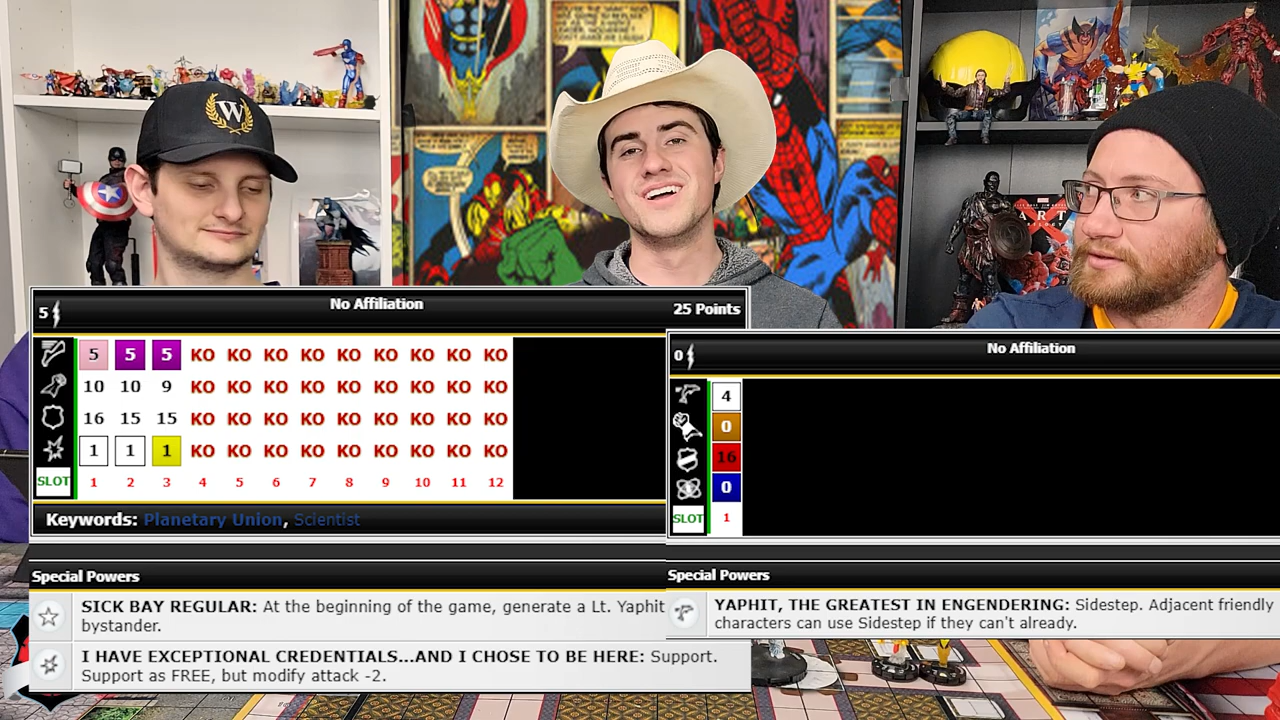 W
5
No Affiliation
25 Points
5 5 5 KO KO KO KO KO KO KO KO KO
10 10 9 KO KO KO KO KO KO KO KO KO
16 15 15 KO KO KO KO KO KO KO KO KO
1 1 1 KO KO KO KO KO KO KO KO KO
SLOT 1 2 3 4 5 6 7 8 9 10 11 12
Keywords: Planetary Union, Scientist
Special Powers
SICK BAY REGULAR: At the beginning of the game, generate a Lt. Yaphit
bystander.
I HAVE EXCEPTIONAL CREDENTIALS...AND I CHOSE TO BE HERE: Support.
Support as FREE, but modify attack -2.
0
No Affiliation
4
0
16
0
SLOT 1
Special Powers
YAPHIT, THE GREATEST IN ENGENDERING: Sidestep. Adjacent friendly
characters can use Sidestep if they can't already.